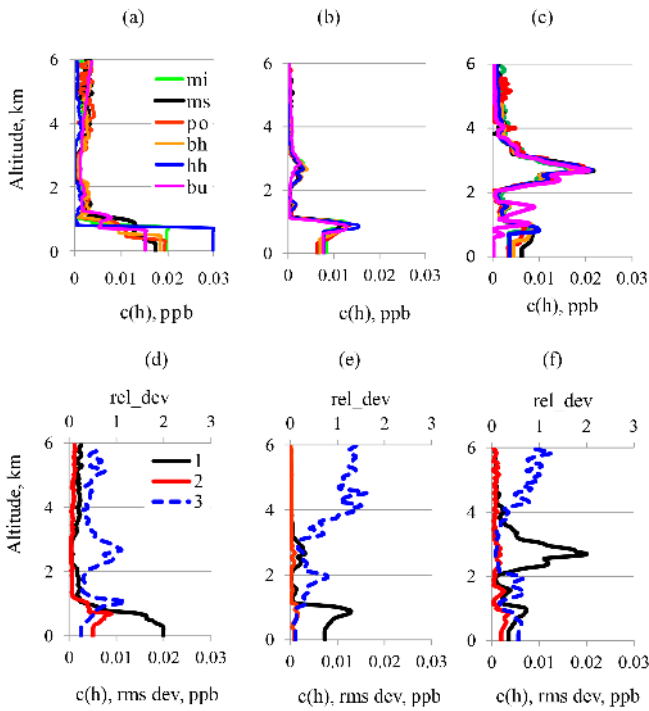 (a) (b) (c)
Altitude, km
6
4
2
0
mi
ms
po
bh
hh
bu
0 0.01 0.02 0.03
c(h), ppb
6
4
2
0
0 0.01 0.02 0.03
c(h), ppb
6
4
2
0
0 0.01 0.02 0.03
c(h), ppb
(d) (e) (f)
rel_dev rel_dev rel_dev
0 1 2 3
0 1 2 3
0 1 2 3
Altitude, km
6
4
2
0
1
2
3
0 0.01 0.02 0.03
c(h), rms dev, ppb
6
4
2
0
0 0.01 0.02 0.03
c(h), rms dev, ppb
6
4
2
0
0 0.01 0.02 0.03
c(h), rms dev, ppb